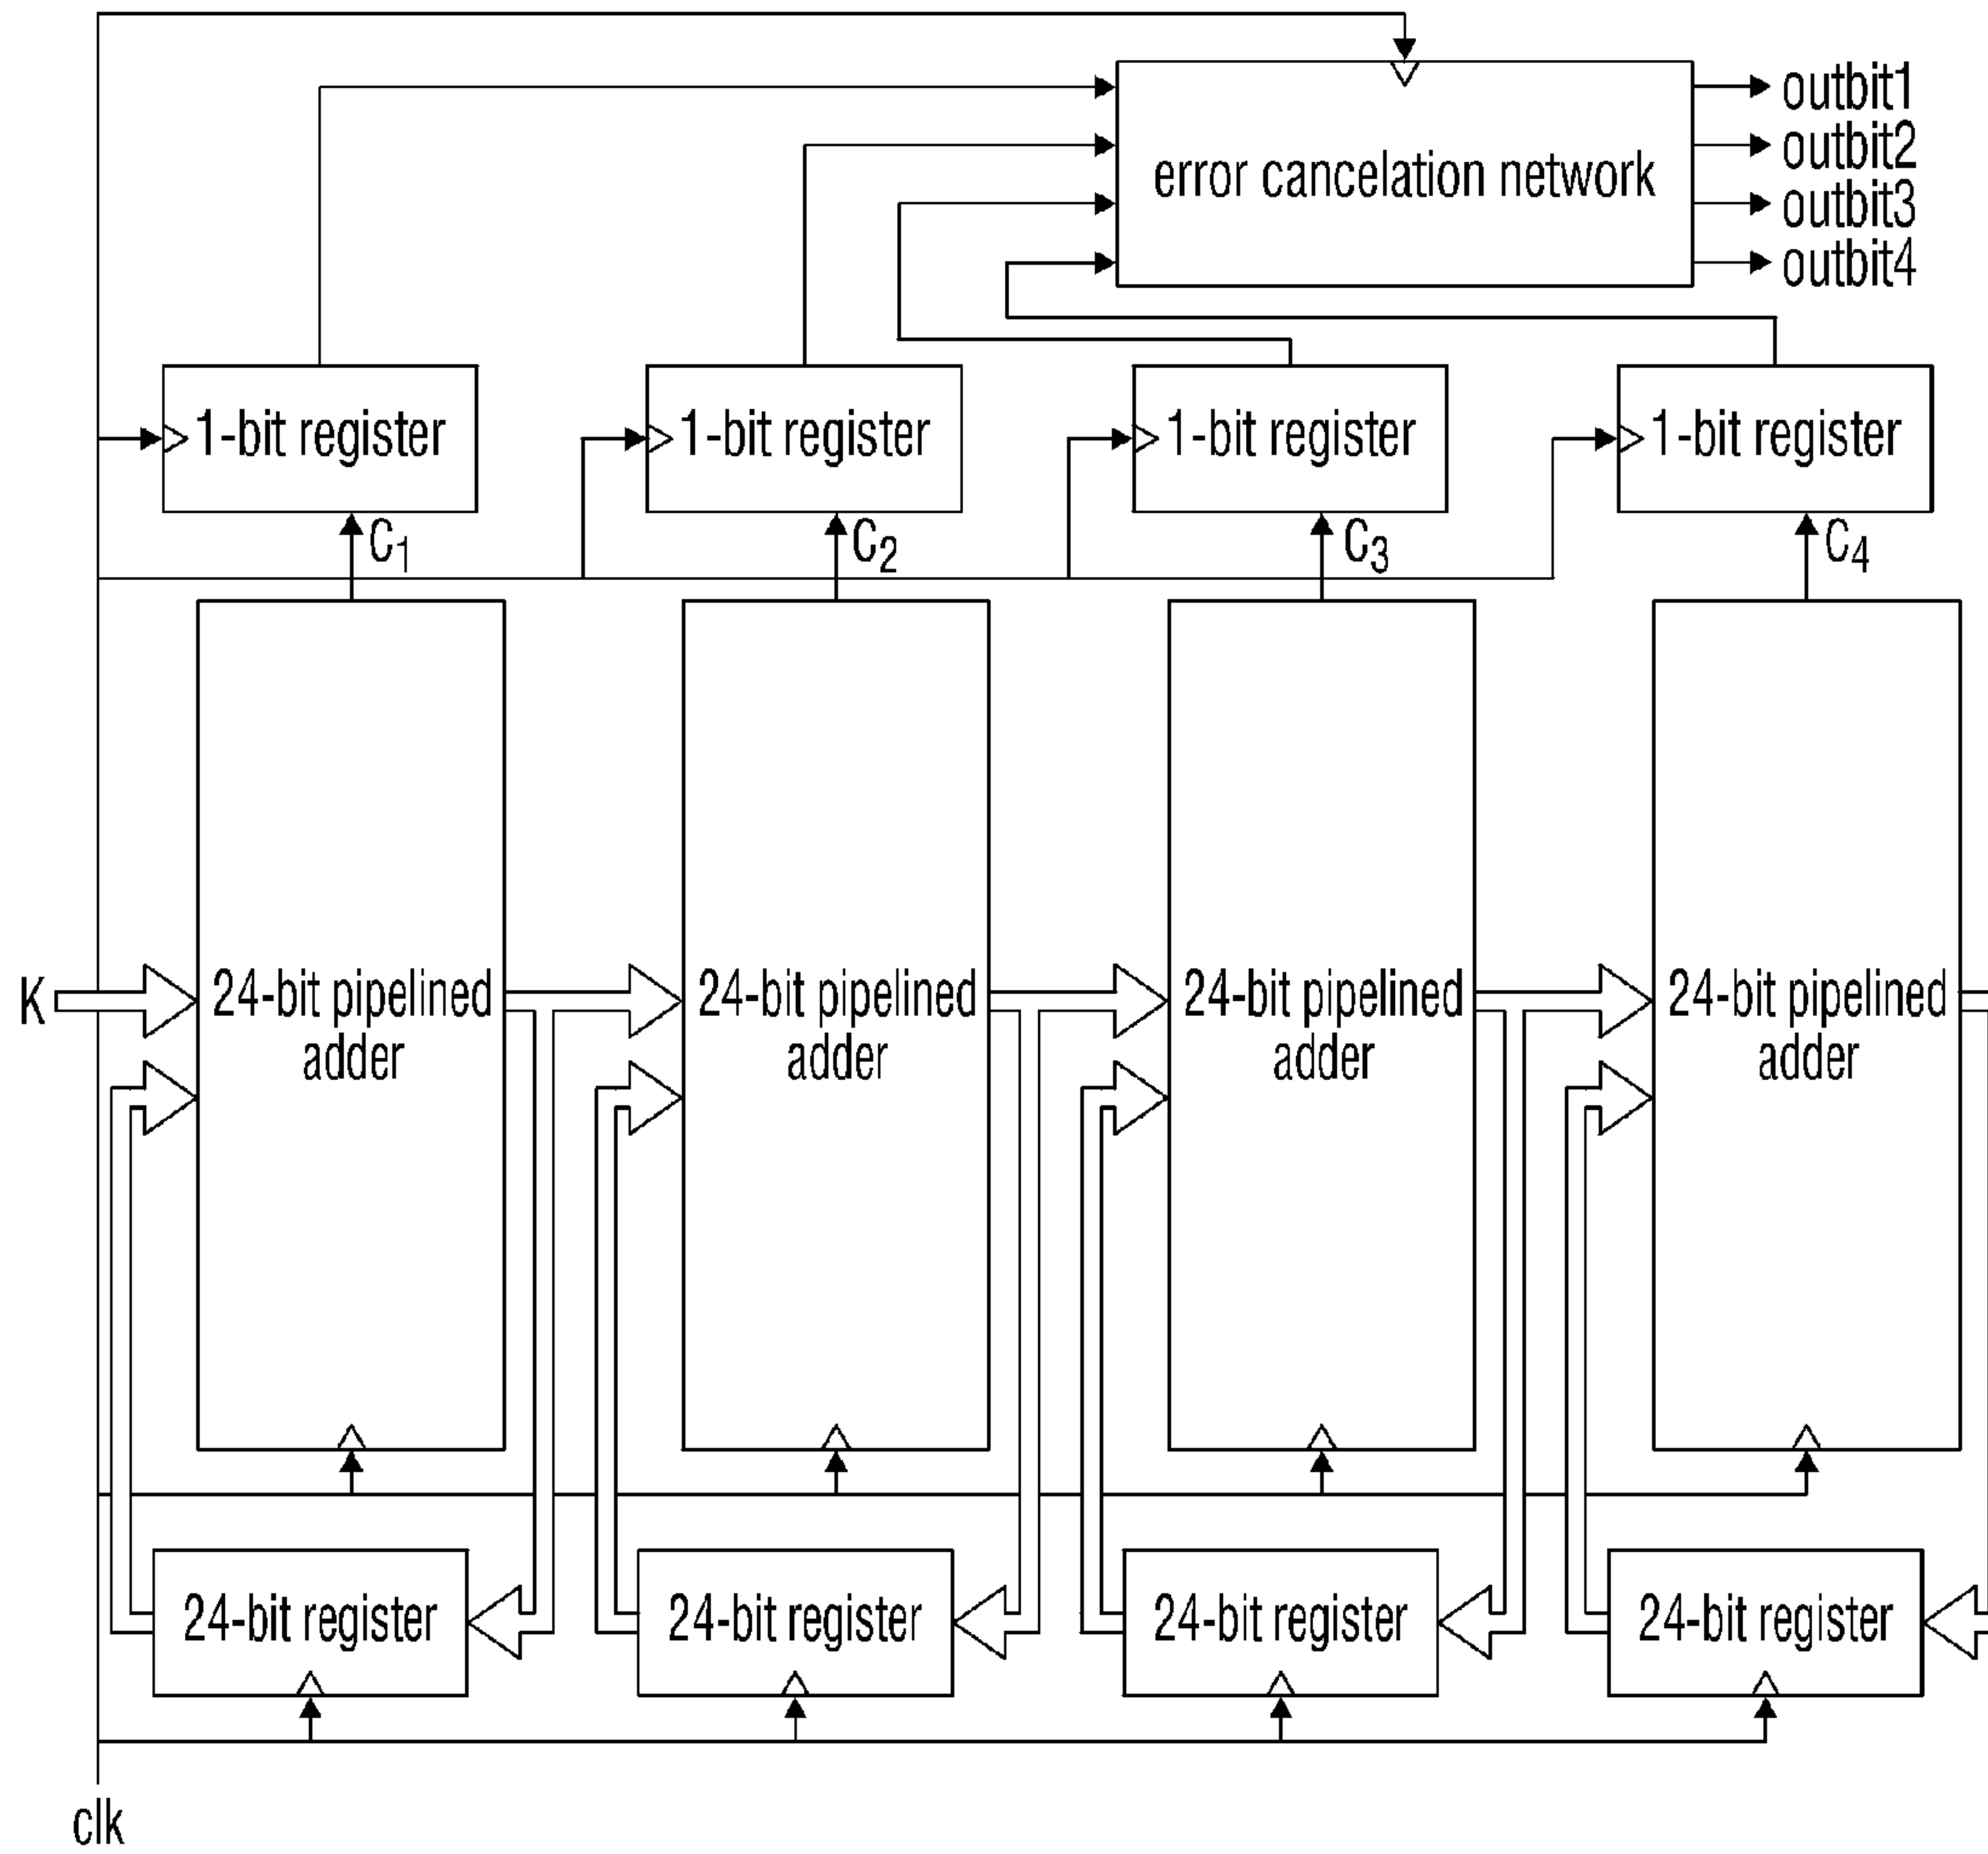 outbit1
outbit2
error cancelation network
outbit3
outbit4
1-bit register
1-bit register
1-bit register
1-bit register
C1
C2
C3
C4
K
24-bit pipelined
adder
24-bit pipelined
adder
24-bit pipelined
adder
24-bit pipelined
adder
24-bit register
24-bit register
24-bit register
24-bit register
clk